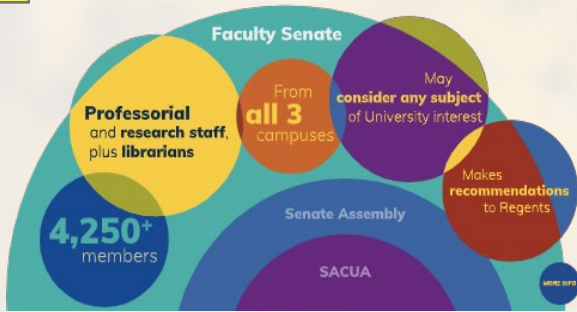 Faculty Senate
Professorial
and research staff,
plus librarians
From
all 3
campuses
May
consider any subject
of University interest
Makes
recommendations
to Regents
4,250+
members
Senate Assembly
SACUA
MORE INFO